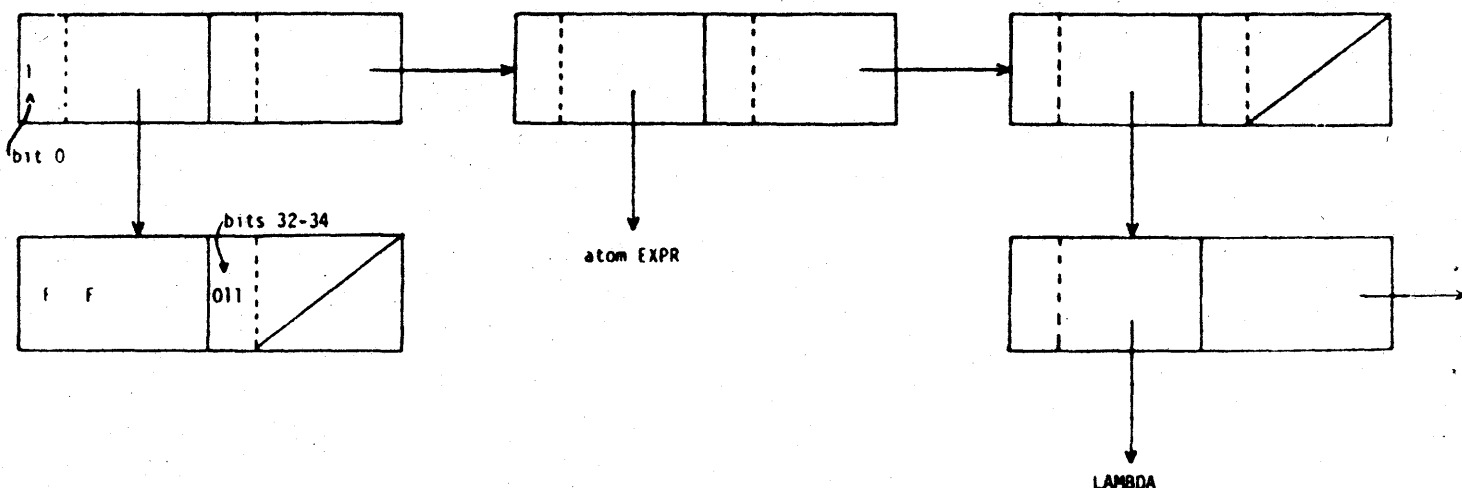 1
bit 0
bits 32-34
F F
011
atom EXPR
LAMBDA